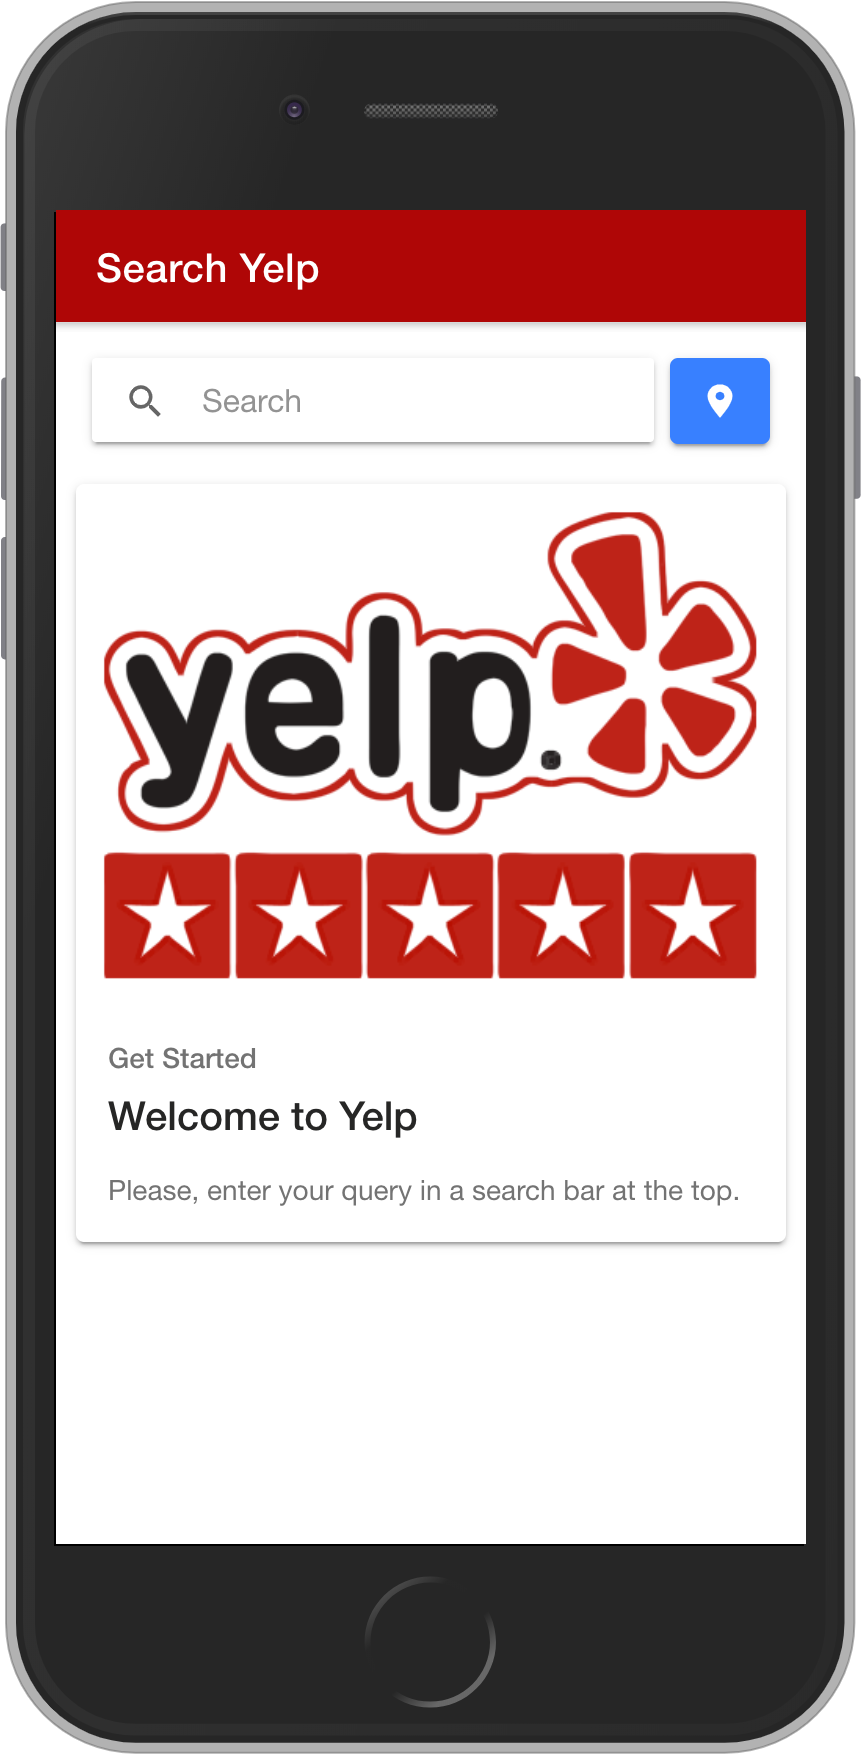 Search Yelp
Search
yelp.
Get Started
Welcome to Yelp
Please, enter your query in a search bar at the top.